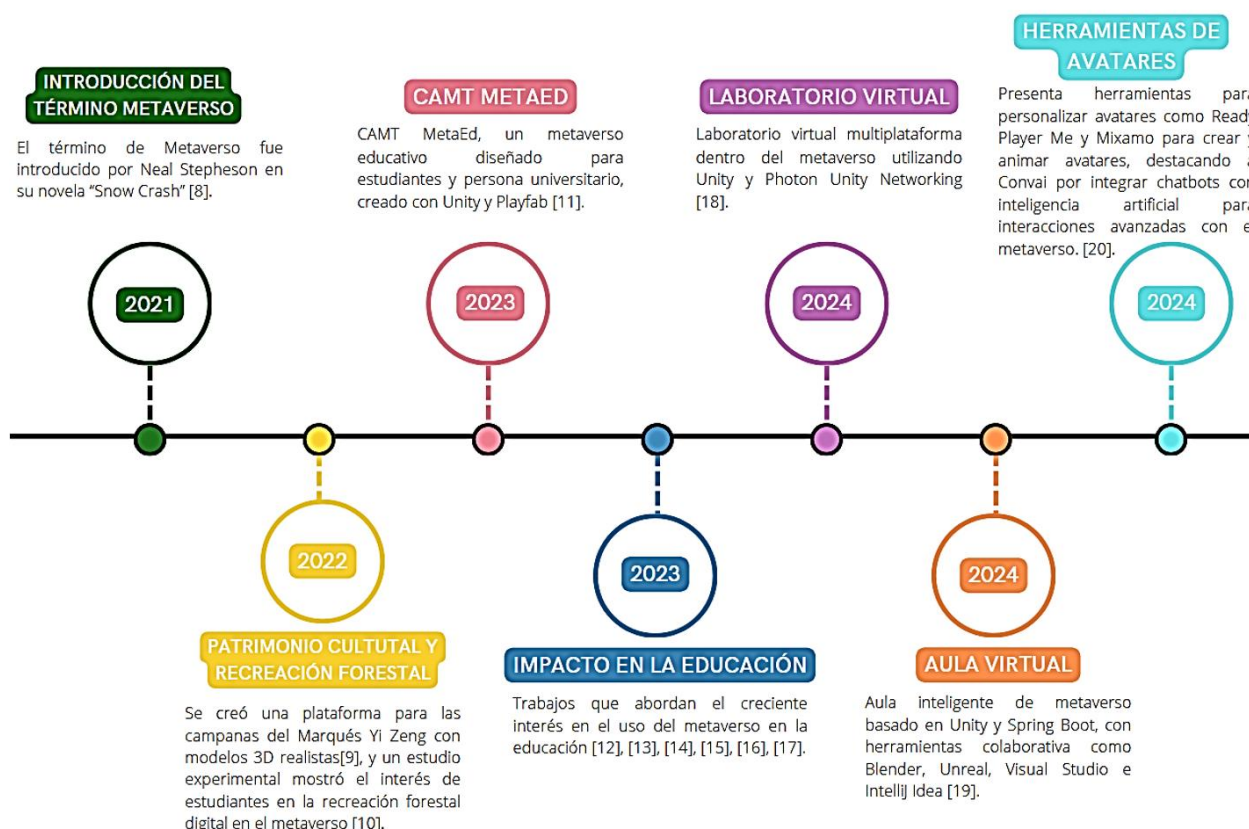 INTRODUCCIÓN DEL
TÉRMINO METAVERSO
El término de Metaverso fue
introducido por Neal Stepheson en
su novela “Snow Crash” [8].
2021
PATRIMONIO CULTUTAL Y
RECREACIÓN FORESTAL
2022
Se creó una plataforma para las
campanas del Marqués Yi Zeng con
modelos 3D realistas[9], y un estudio
experimental mostró el interés de
estudiantes en la recreación forestal
digital en el metaverso [10].
CAMT METAED
CAMT MetaEd, un metaverso
educativo diseñado para
estudiantes y persona universitario,
creado con Unity y Playfab [11].
2023
2023
IMPACTO EN LA EDUCACIÓN
Trabajos que abordan el creciente
interés en el uso del metaverso en la
educación [12], [13], [14], [15], [16], [17].
LABORATORIO VIRTUAL
Laboratorio virtual multiplataforma
dentro del metaverso utilizando
Unity y Photon Unity Networking
[18].
2024
2024
AULA VIRTUAL
Aula inteligente de metaverso
basado en Unity y Spring Boot, con
herramientas colaborativa como
Blender, Unreal, Visual Studio e
IntelliJ Idea [19].
HERRAMIENTAS DE
AVATARES
Presenta herramientas para
personalizar avatares como Ready
Player Me y Mixamo para crear y
animar avatares, destacando a
Convai por integrar chatbots con
inteligencia artificial para
interacciones avanzadas con el
metaverso. [20].
2024